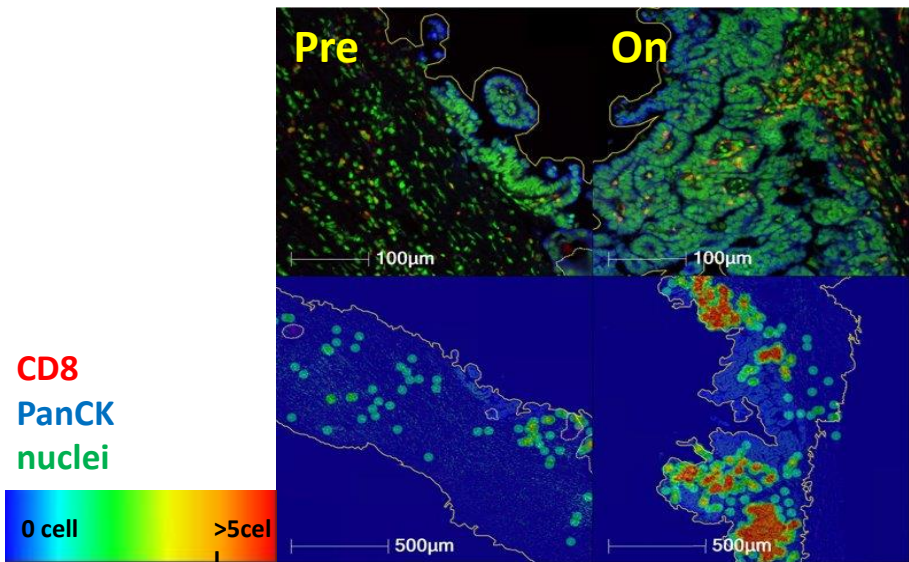 Pre
On
100µm
100µm
CD8
PanCK
nuclei
0 cell
>5cel
500µm
500µm